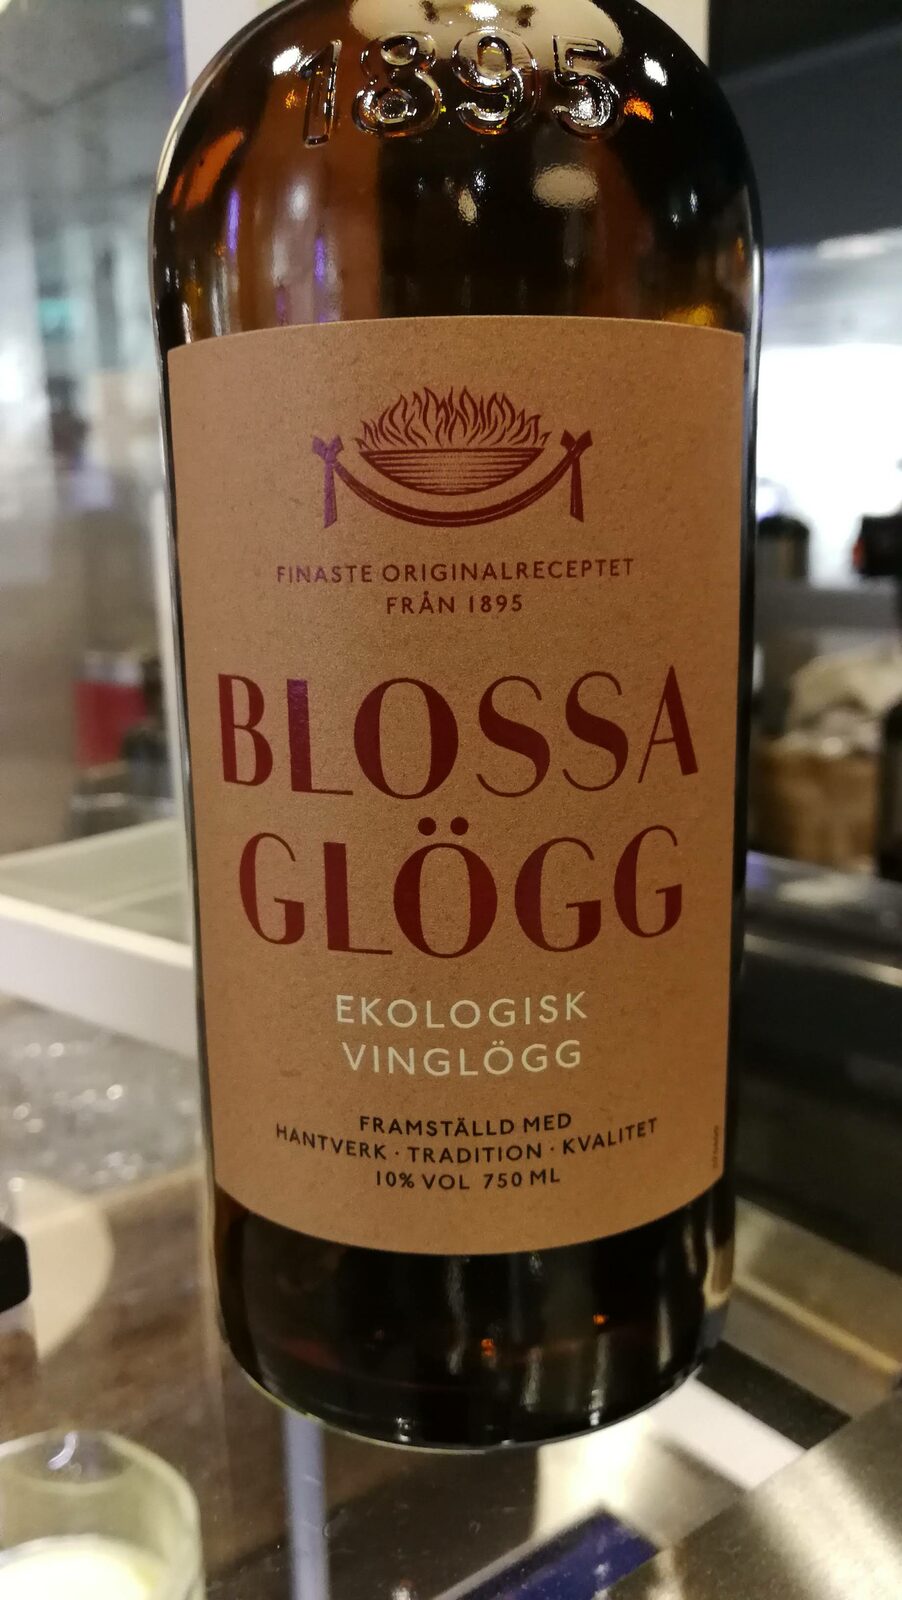 1895
FINASTE ORIGINALRECEPTET
FRÅN 1895
BLOSSA
GLÖGG
EKOLOGISK
VINGLÖGG
FRAMSTÄLLD MED
HANTVERK · TRADITION · KVALITET
10% VOL 750 ML